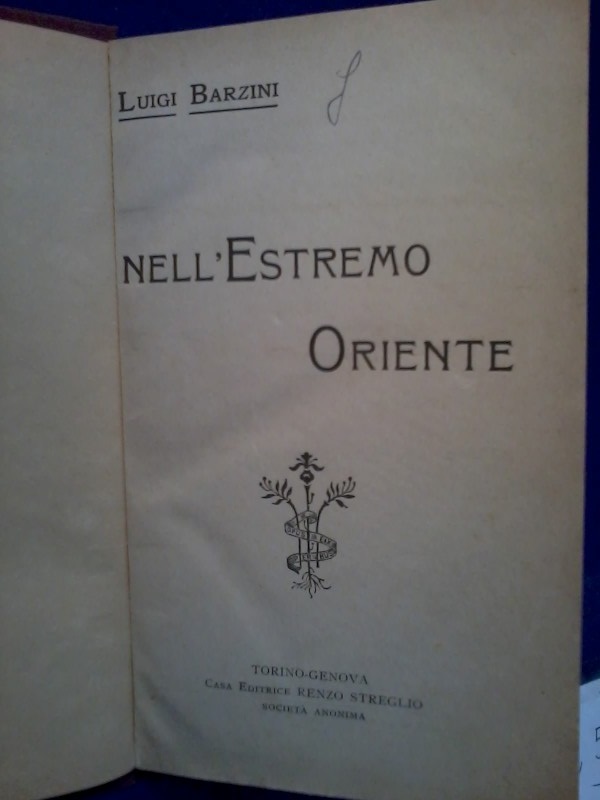 LUIGI BARZINI
NELL'ESTREMO
ORIENTE
TORINO-GENOVA
CASA EDITRICE RENZO STREGLIO
SOCIETÀ ANONIMA